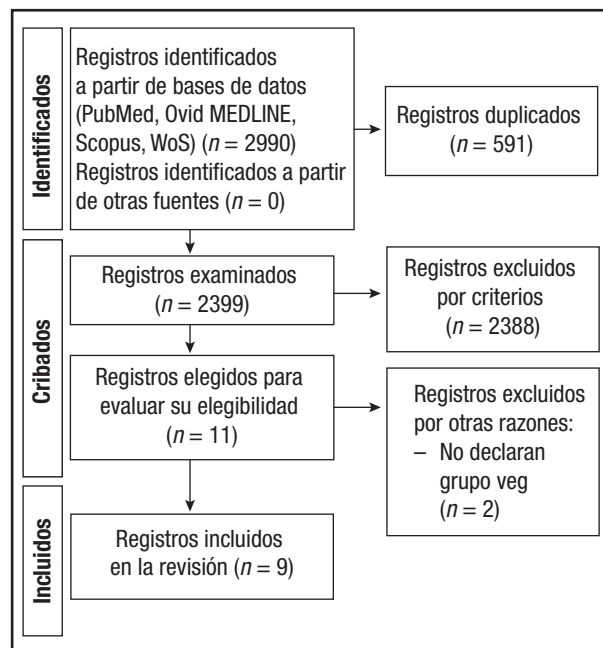 Identificados
Registros identificados
a partir de bases de datos
(PubMed, Ovid MEDLINE,
Scopus, WoS) (n = 2990)
Registros identificados a partir
de otras fuentes (n = 0)
Registros duplicados
(n = 591)
Cribados
Registros examinados
(n = 2399)
Registros excluidos
por criterios
(n = 2388)
Registros elegidos para
evaluar su elegibilidad
(n = 11)
Registros excluidos
por otras razones:
– No declaran
grupo veg
(n = 2)
Incluidos
Registros incluidos
en la revisión (n = 9)